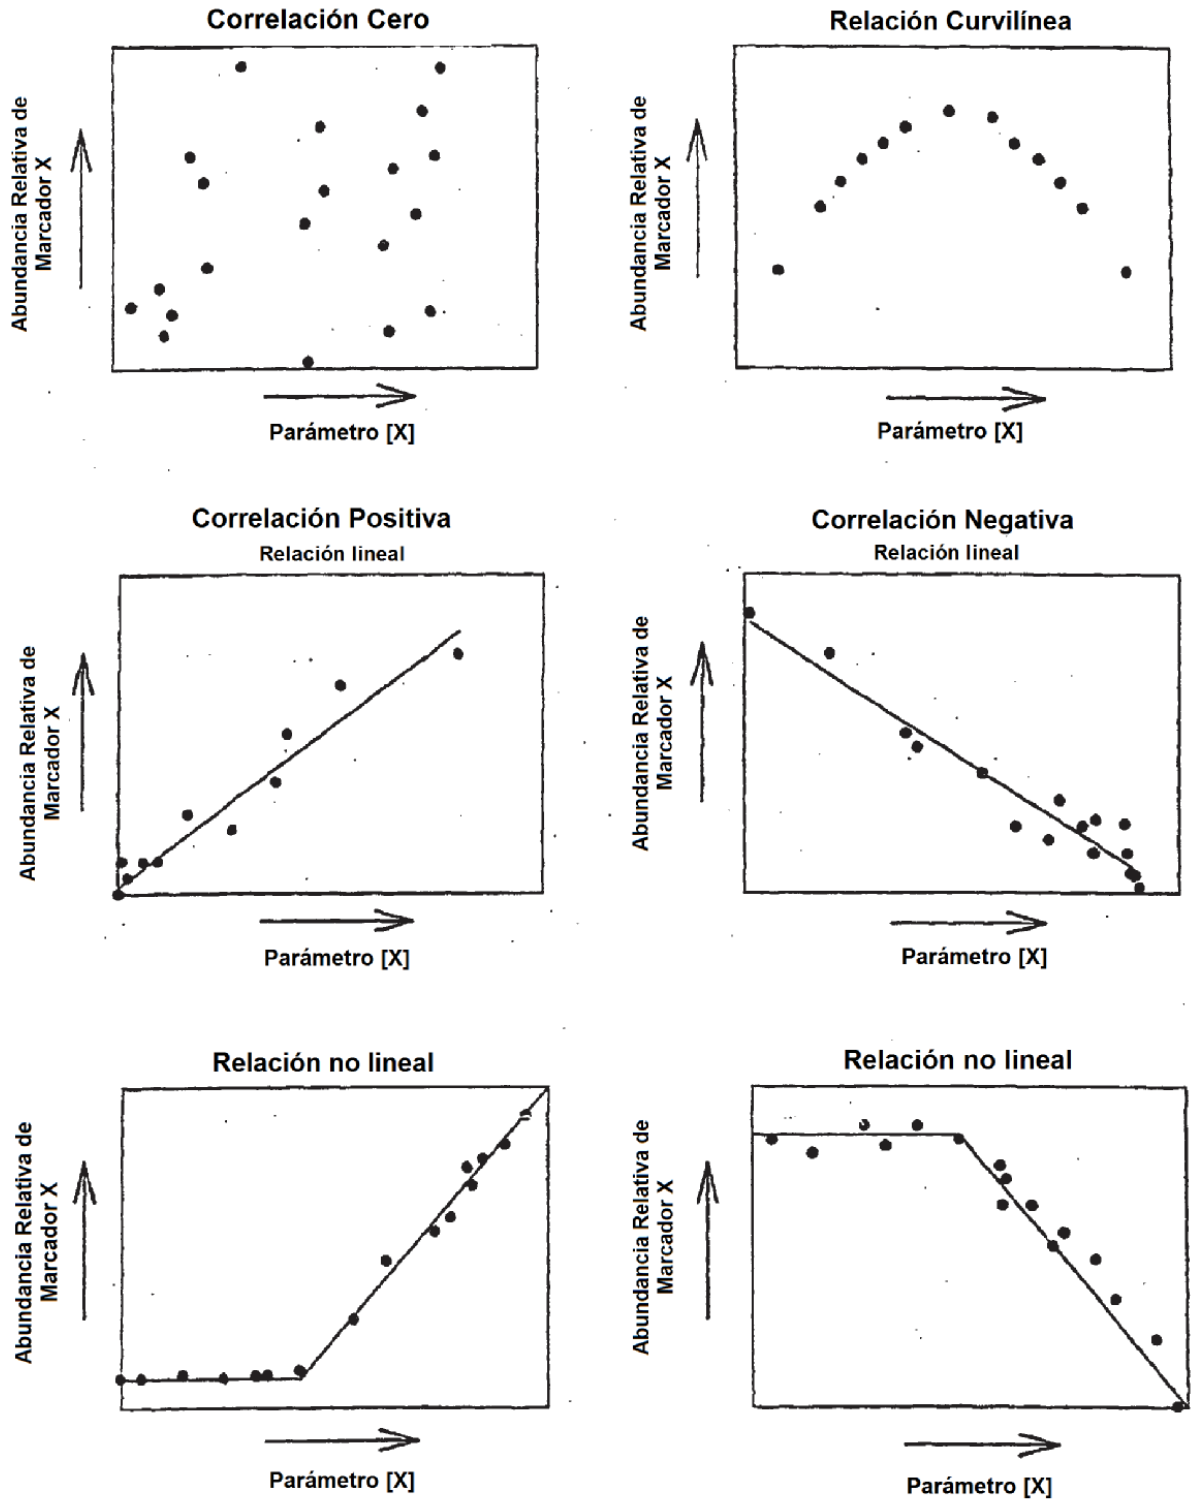 Correlación Cero
Abundancia Relativa de
Marcador X
Parámetro [X]
Relación Curvilínea
Abundancia Relativa de
Marcador X
Parámetro [X]
Correlación Positiva
Relación lineal
Abundancia Relativa de
Marcador X
Parámetro [X]
Correlación Negativa
Relación lineal
Abundancia Relativa de
Marcador X
Parámetro [X]
Relación no lineal
Abundancia Relativa de
Marcador X
Parámetro [X]
Relación no lineal
Abundancia Relativa de
Marcador X
Parámetro [X]